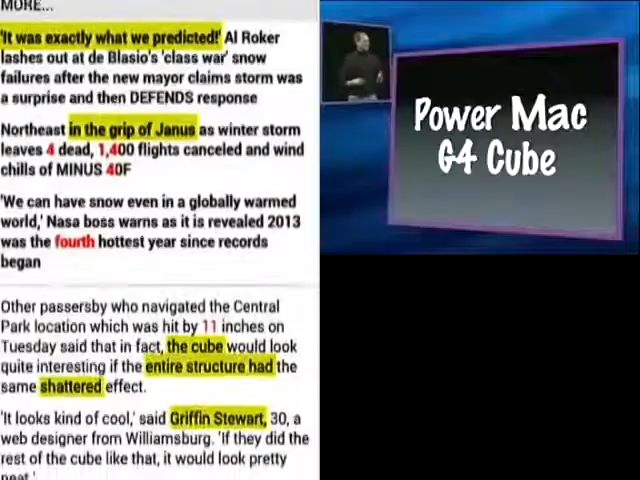 MORE...
'It was exactly what we predicted!' Al Roker
lashes out at de Blasio's 'class war' snow
failures after the new mayor claims storm was
a surprise and then DEFENDS response
Northeast in the grip of Janus as winter storm
leaves 4 dead, 1,400 flights canceled and wind
chills of MINUS 40F
'We can have snow even in a globally warmed
world,' Nasa boss warns as it is revealed 2013
was the fourth hottest year since records
began
Other passersby who navigated the Central
Park location which was hit by 11 inches on
Tuesday said that in fact, the cube would look
quite interesting if the entire structure had the
same shattered effect.
'It looks kind of cool,' said Griffin Stewart, 30, a
web designer from Williamsburg. 'If they did the
rest of the cube like that, it would look pretty
neat.'
Power Mac
G4 Cube